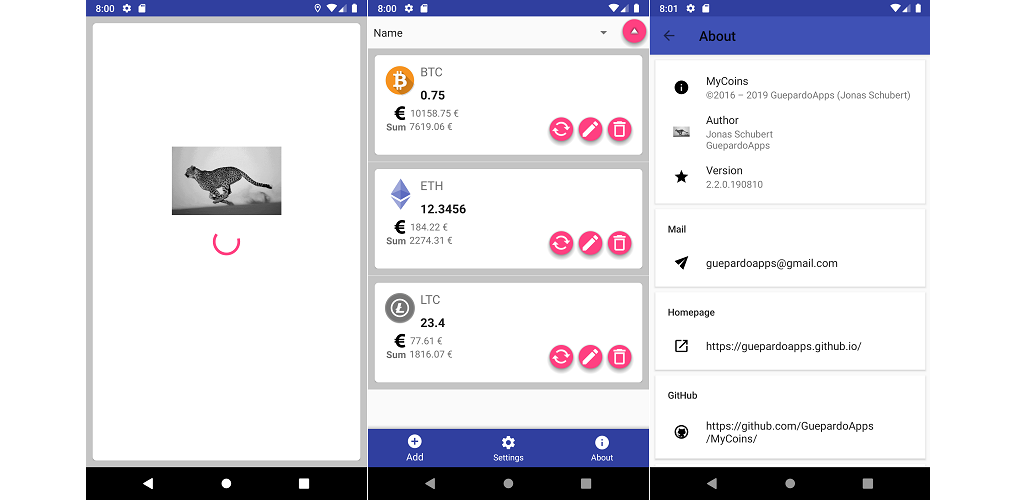 8:00
8:00
Name
BTC
0.75
€ 10158.75 €
Sum 7619.06 €
ETH
12.3456
€ 184.22 €
Sum 2274.31 €
LTC
23.4
€ 77.61 €
Sum 1816.07 €
Add
Settings
About
8:01
About
MyCoins
©2016 – 2019 GuepardoApps (Jonas Schubert)
Author
Jonas Schubert
GuepardoApps
Version
2.2.0.190810
Mail
guepardoapps@gmail.com
Homepage
https://guepardoapps.github.io/
GitHub
https://github.com/GuepardoApps
/MyCoins/